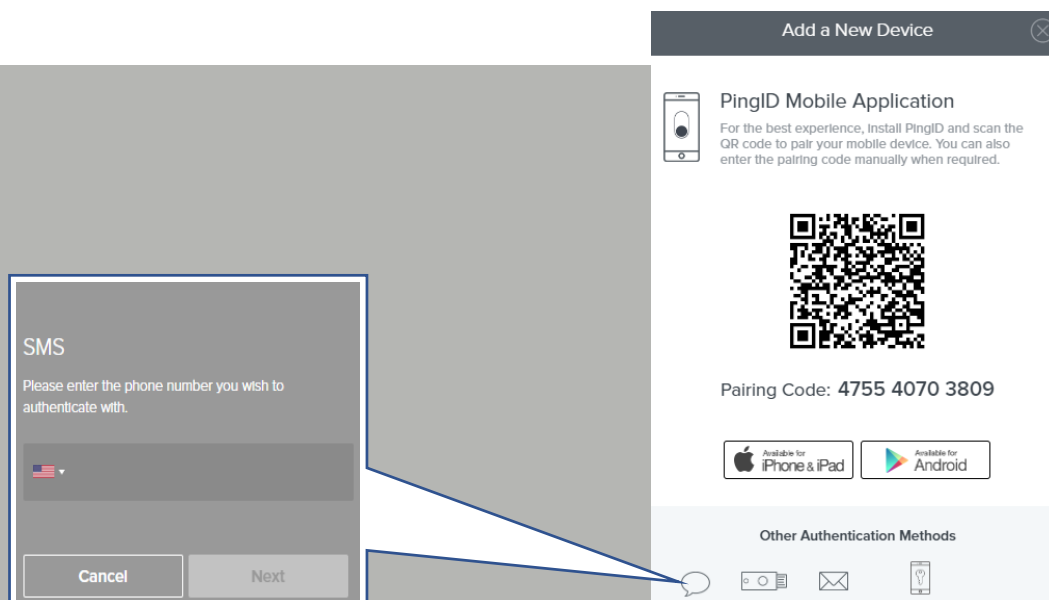 Add a New Device
PingID Mobile Application
For the best experience, install PingID and scan the
QR code to pair your mobile device. You can also
enter the pairing code manually when required.
Pairing Code: 4755 4070 3809
Available for
iPhone & iPad
Available for
Android
Other Authentication Methods
SMS
Please enter the phone number you wish to
authenticate with.
Cancel
Next